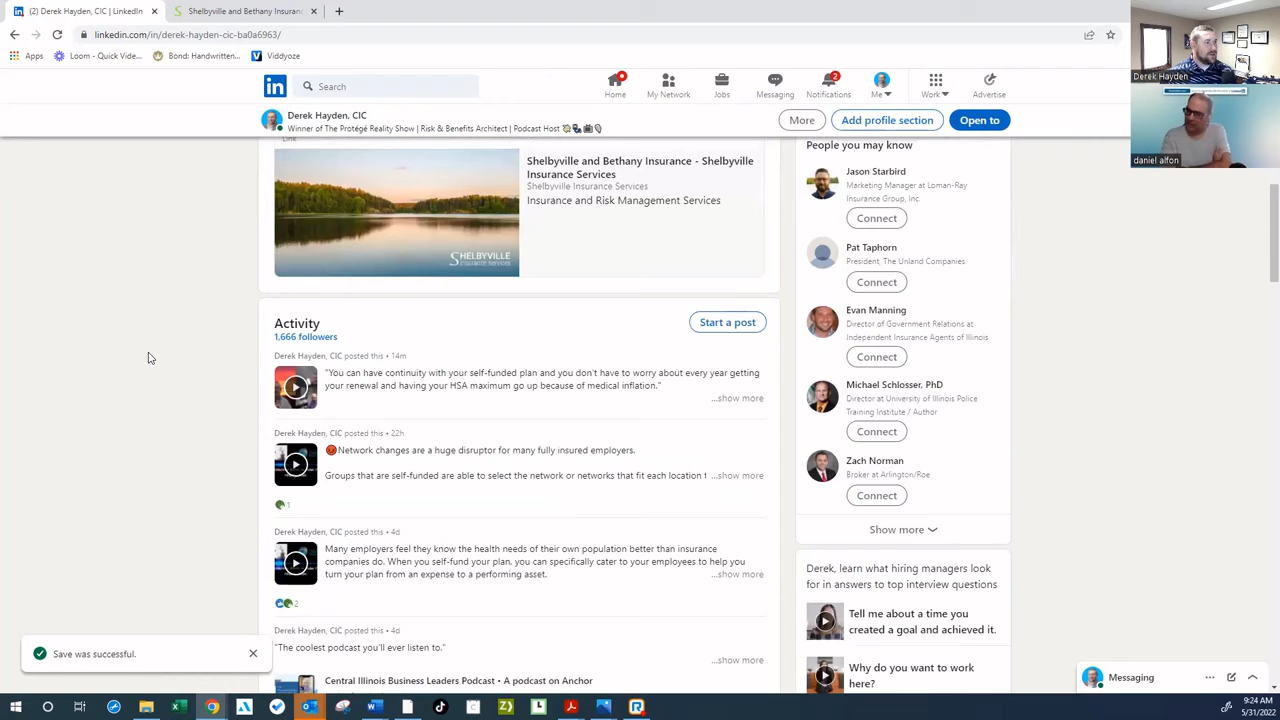 (2) Derek Hayden, CIC | LinkedIn
Shelbyville and Bethany Insuran
linkedin.com/in/derek-hayden-cic-ba0a6963/
Apps
Loom - Quick Vide...
Bond: Handwritten...
Viddyoze
Derek Hayden
daniel alfon
in
Search
Home
My Network
Jobs
Messaging
2
Notifications
Me
Work
Advertise
Derek Hayden, CIC
Winner of The Protégé Reality Show | Risk & Benefits Architect | Podcast Host
More
Add profile section
Open to
Link
Shelbyville and Bethany Insurance - Shelbyville
Insurance Services
Shelbyville Insurance Services
Insurance and Risk Management Services
SHELBYVILLE
Activity
1,666 followers
Start a post
Derek Hayden, CIC posted this • 14m
"You can have continuity with your self-funded plan and you don't have to worry about every year getting
your renewal and having your HSA maximum go up because of medical inflation."
...show more
Derek Hayden, CIC posted this • 22h
Network changes are a huge disruptor for many fully insured employers.
Groups that are self-funded are able to select the network or networks that fit each location t ...show more
1
Derek Hayden, CIC posted this • 4d
Many employers feel they know the health needs of their own population better than insurance
companies do. When you self-fund your plan, you can specifically cater to your employees to help you
turn your plan from an expense to a performing asset.
...show more
2
Derek Hayden, CIC posted this • 4d
"The coolest podcast you'll ever listen to."
...show more
Central Illinois Business Leaders Podcast • A podcast on Anchor
People you may know
Jason Starbird
Marketing Manager at Loman-Ray
Insurance Group, Inc.
Connect
Pat Taphorn
President, The Unland Companies
Connect
Evan Manning
Director of Government Relations at
Independent Insurance Agents of Illinois
Connect
Michael Schlosser, PhD
Director at University of Illinois Police
Training Institute / Author
Connect
Zach Norman
Broker at Arlington/Roe
Connect
Show more
Derek, learn what hiring managers look
for in answers to top interview questions
Tell me about a time you
created a goal and achieved it.
Why do you want to work
here?
Save was successful.
Messaging
9:24 AM
5/31/2022